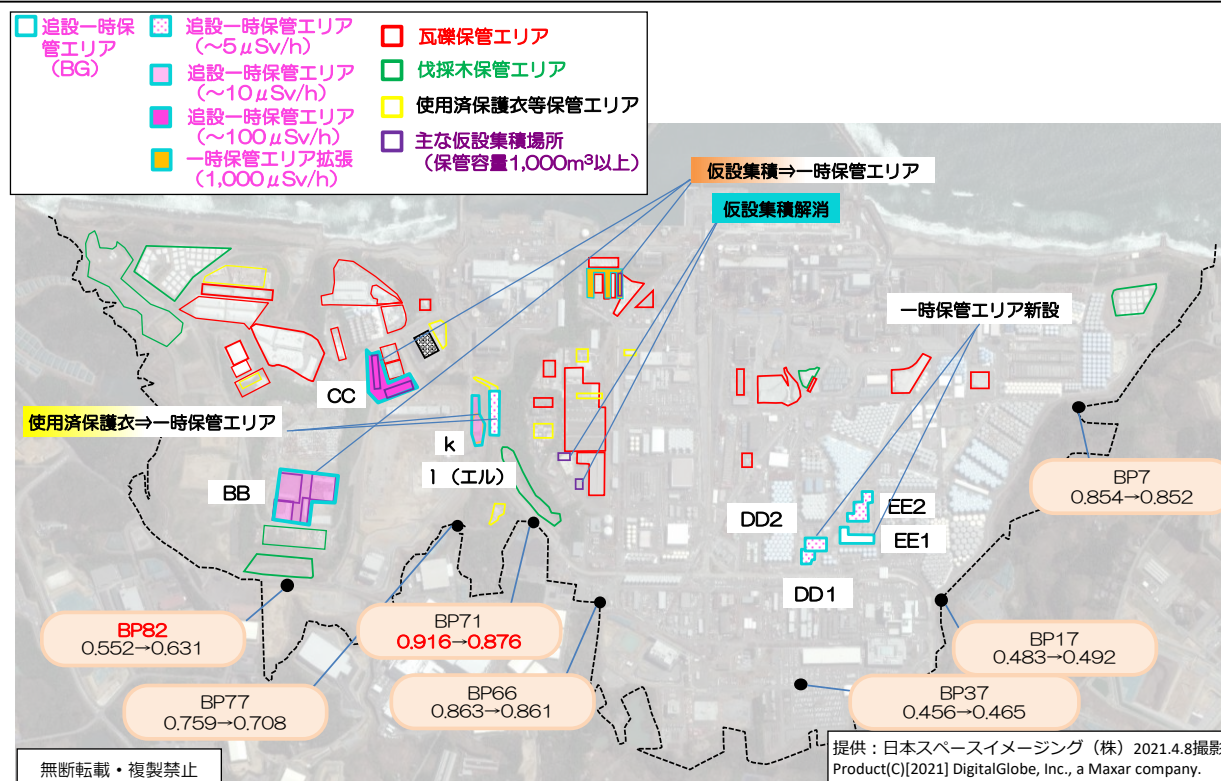 追設一時保
管エリア
(BG)
追設一時保管エリア
(~5μSv/h)
追設一時保管エリア
(~10μSv/h)
追設一時保管エリア
(~100μSv/h)
一時保管エリア拡張
(1,000μSv/h)
瓦礫保管エリア
伐採木保管エリア
使用済保護衣等保管エリア
主な仮設集積場所
(保管容量1,000m³以上)
仮設集積⇒一時保管エリア
仮設集積解消
一時保管エリア新設
CC
使用済保護衣⇒一時保管エリア
k
l(エル)
BB
DD2
EE2
EE1
DD1
BP7
0.854→0.852
BP82
0.552→0.631
BP71
0.916→0.876
BP17
0.483→0.492
BP77
0.759→0.708
BP66
0.863→0.861
BP37
0.456→0.465
無断転載・複製禁止
提供:日本スペースイメージング(株)2021.4.8撮影
Product(C)[2021] DigitalGlobe, Inc., a Maxar company.